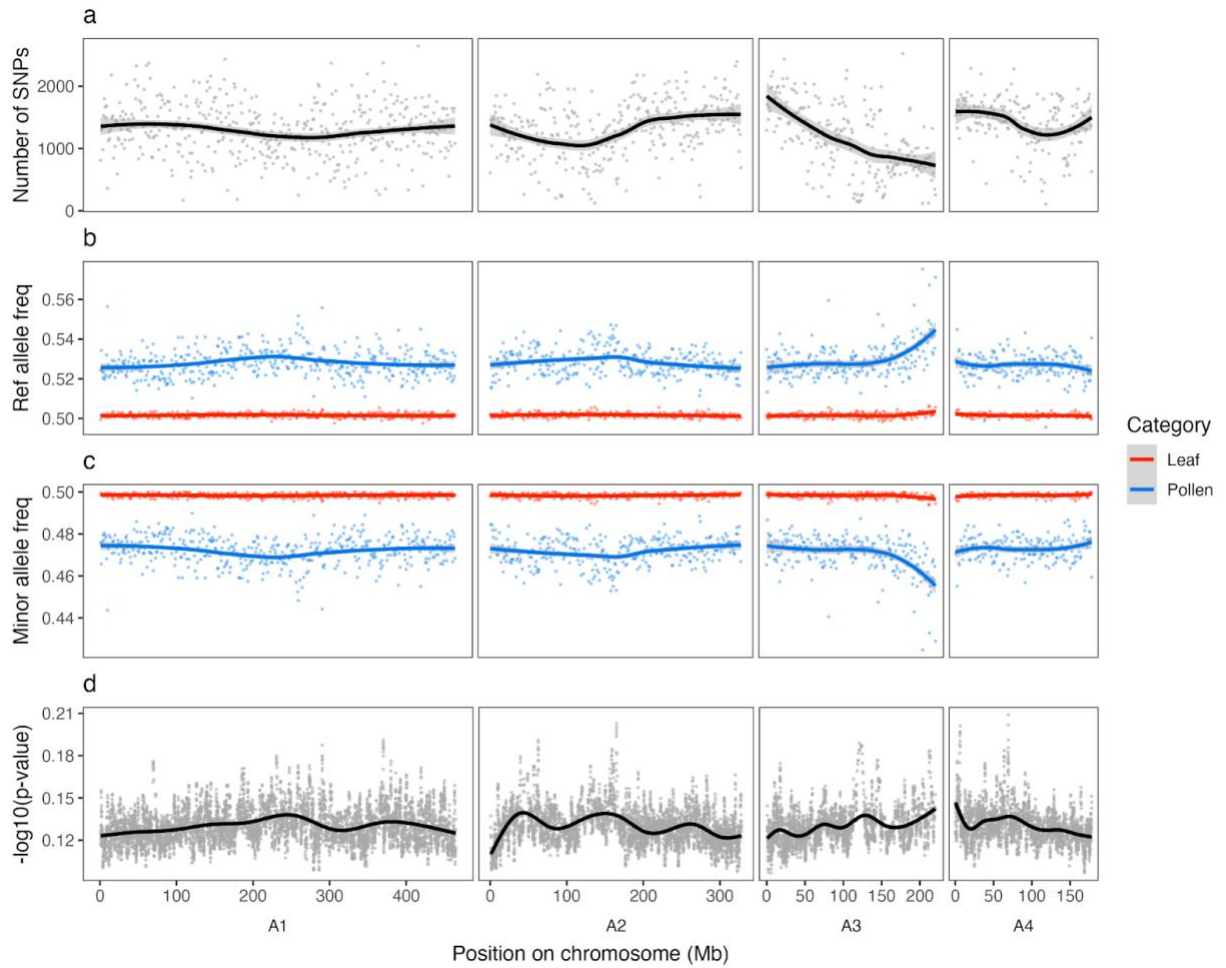 a
Number of SNPs
2000
1000
0
b
Ref allele freq
0.56
0.54
0.52
0.50
c
Minor allele freq
0.50
0.48
0.46
0.44
Category
Leaf
Pollen
d
-log10(p-value)
0.21
0.18
0.15
0.12
0 100 200 300 400 0 100 200 300 0 50 100 150 200 0 50 100 150
A1 A2 A3 A4
Position on chromosome (Mb)